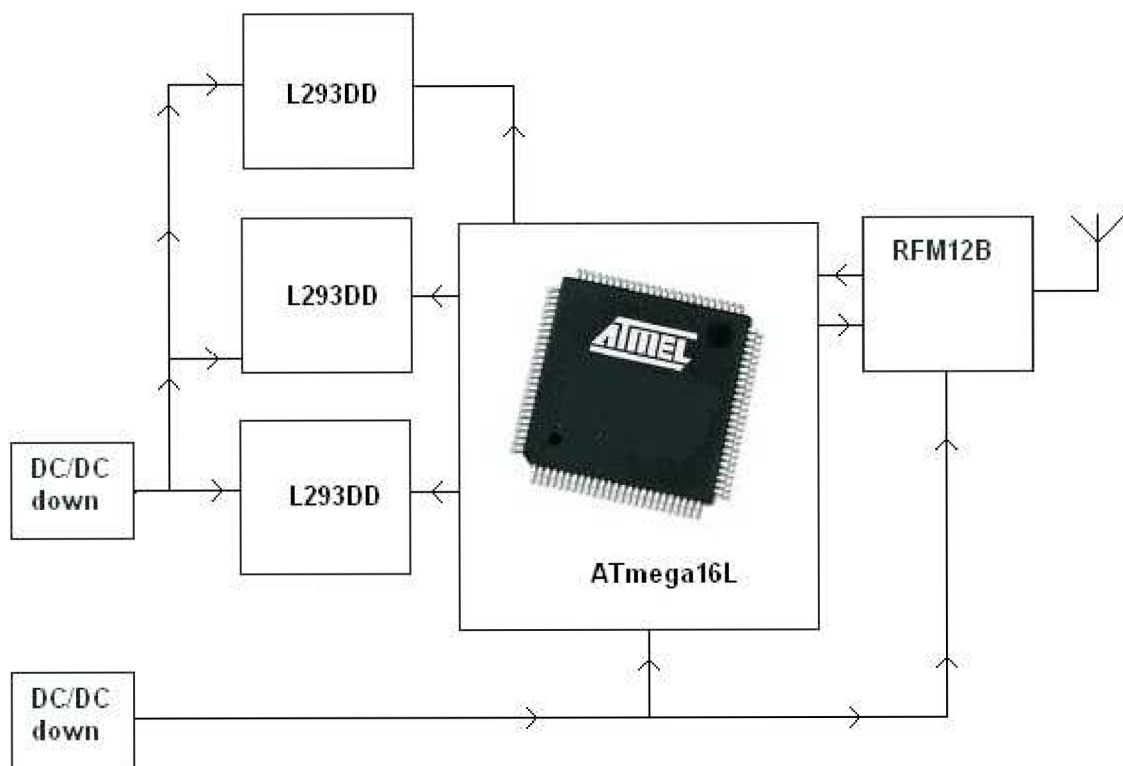 L293DD
L293DD
RFM12B
ATMEL
DC/DC
down
L293DD
ATmega16L
DC/DC
down